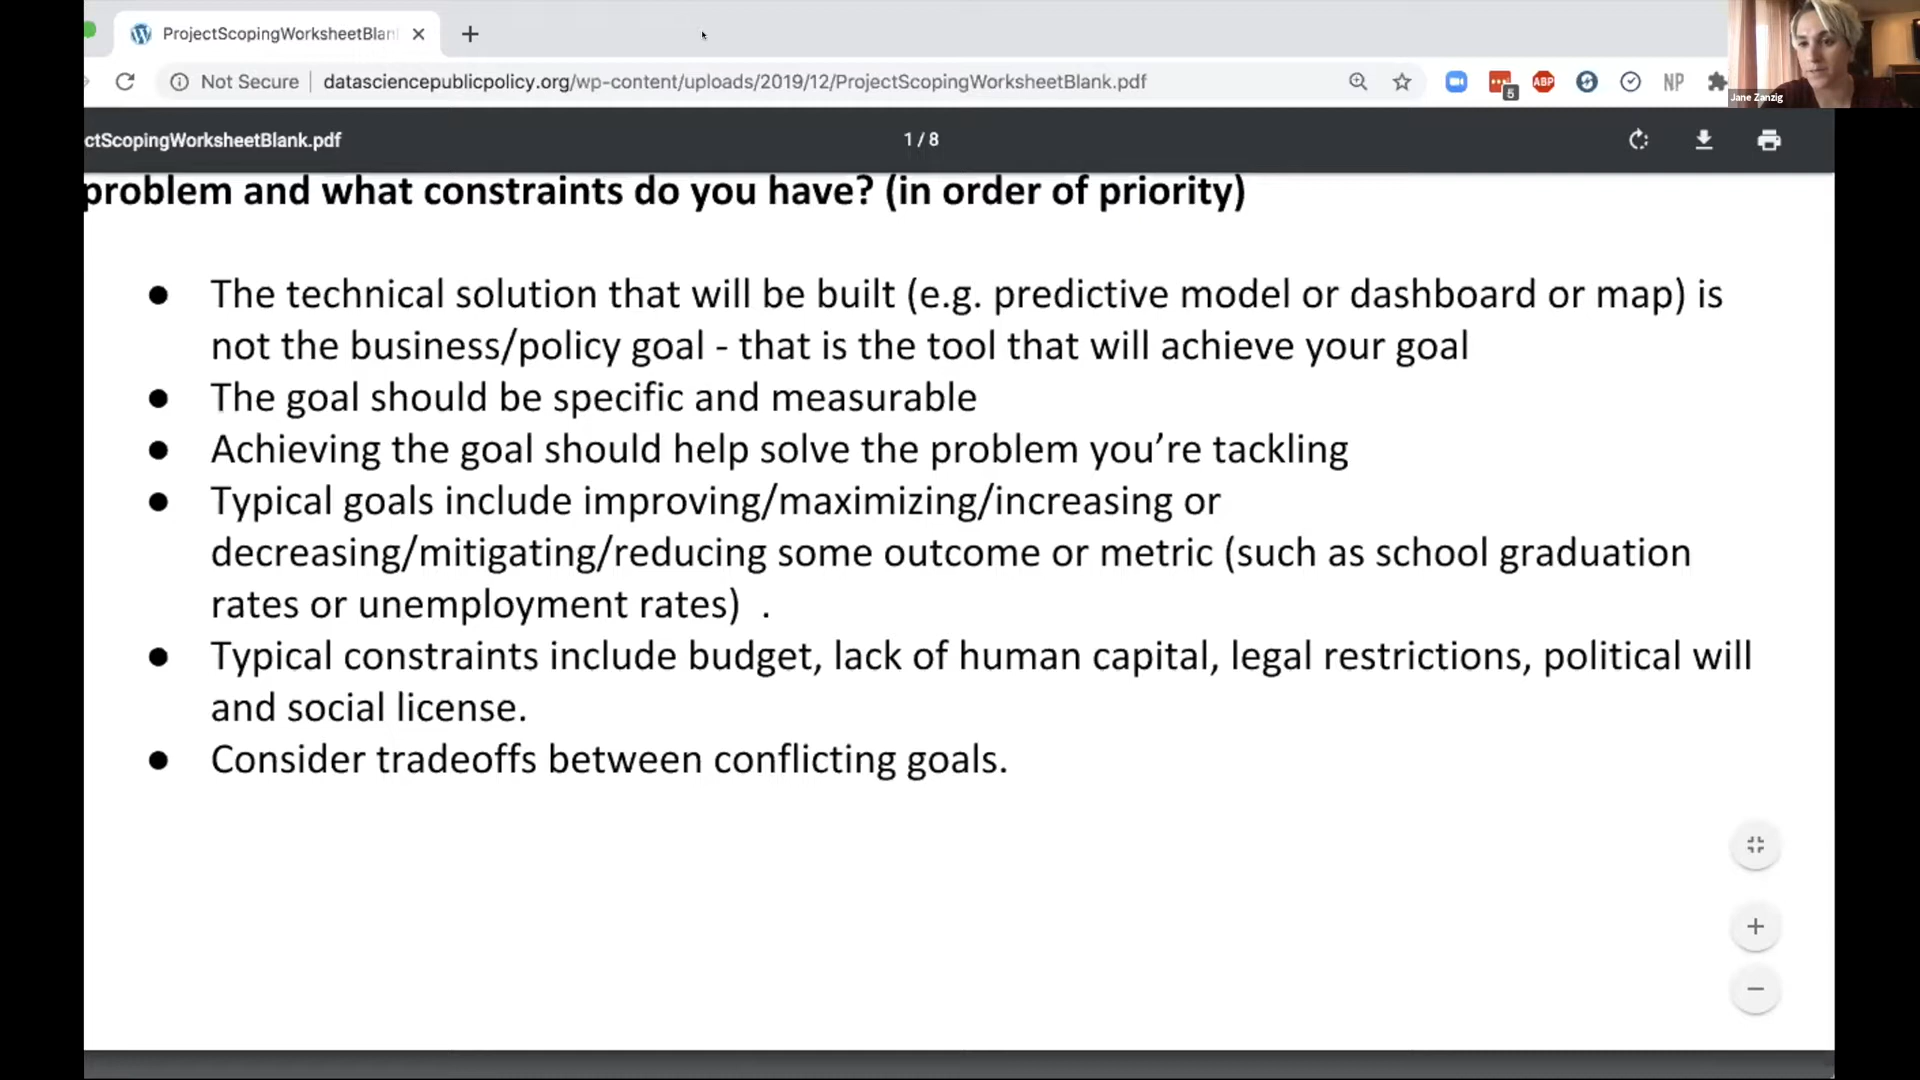 ProjectScopingWorksheetBlan
Not Secure | datasciencepublicpolicy.org/wp-content/uploads/2019/12/ProjectScopingWorksheetBlank.pdf
5
ABP
NP
Jane Zanzig
ctScopingWorksheetBlank.pdf
1 / 8
problem and what constraints do you have? (in order of priority)
● The technical solution that will be built (e.g. predictive model or dashboard or map) is
not the business/policy goal - that is the tool that will achieve your goal
● The goal should be specific and measurable
● Achieving the goal should help solve the problem you’re tackling
● Typical goals include improving/maximizing/increasing or
decreasing/mitigating/reducing some outcome or metric (such as school graduation
rates or unemployment rates) .
● Typical constraints include budget, lack of human capital, legal restrictions, political will
and social license.
● Consider tradeoffs between conflicting goals.